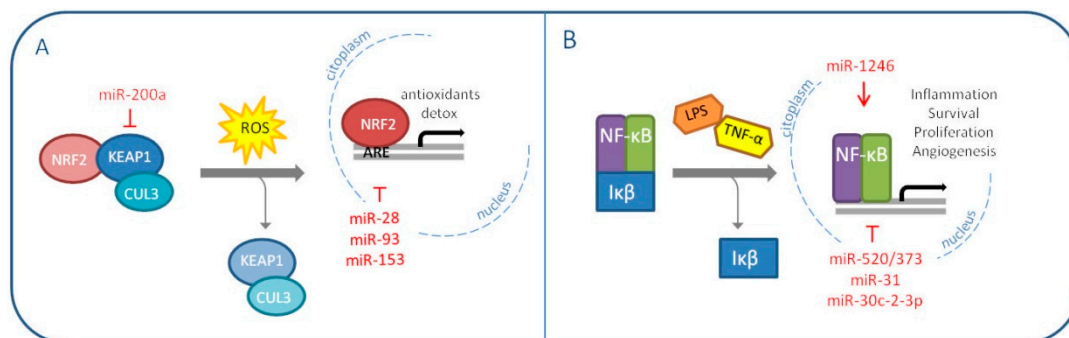 A
miR-200a
NRF2
KEAP1
CUL3
ROS
KEAP1
CUL3
citoplasm
NRF2
ARE
antioxidants
detox
nucleus
miR-28
miR-93
miR-153
B
NF-κB
Iκβ
LPS
TNF-α
Iκβ
citoplasm
miR-1246
NF-κB
Inflammation
Survival
Proliferation
Angiogenesis
nucleus
miR-520/373
miR-31
miR-30c-2-3p